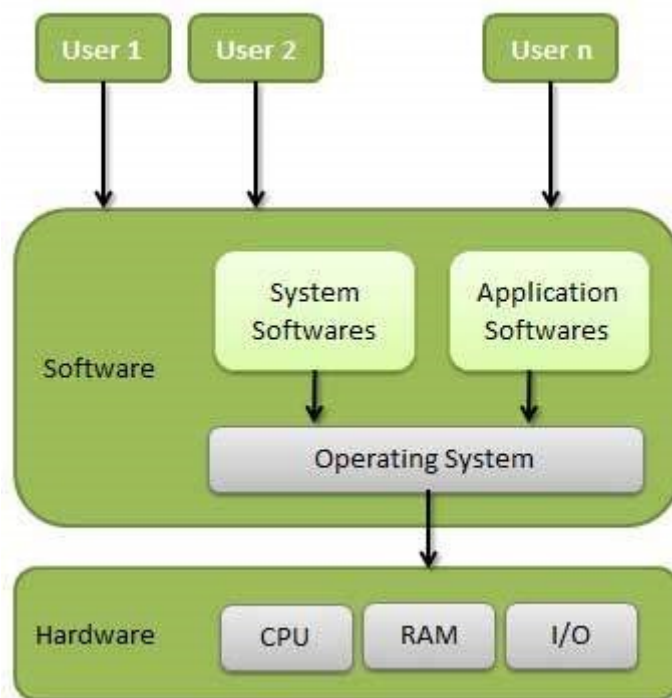 User 1
User 2
User n
System
Softwares
Application
Softwares
Software
Operating System
Hardware
CPU
RAM
I/O